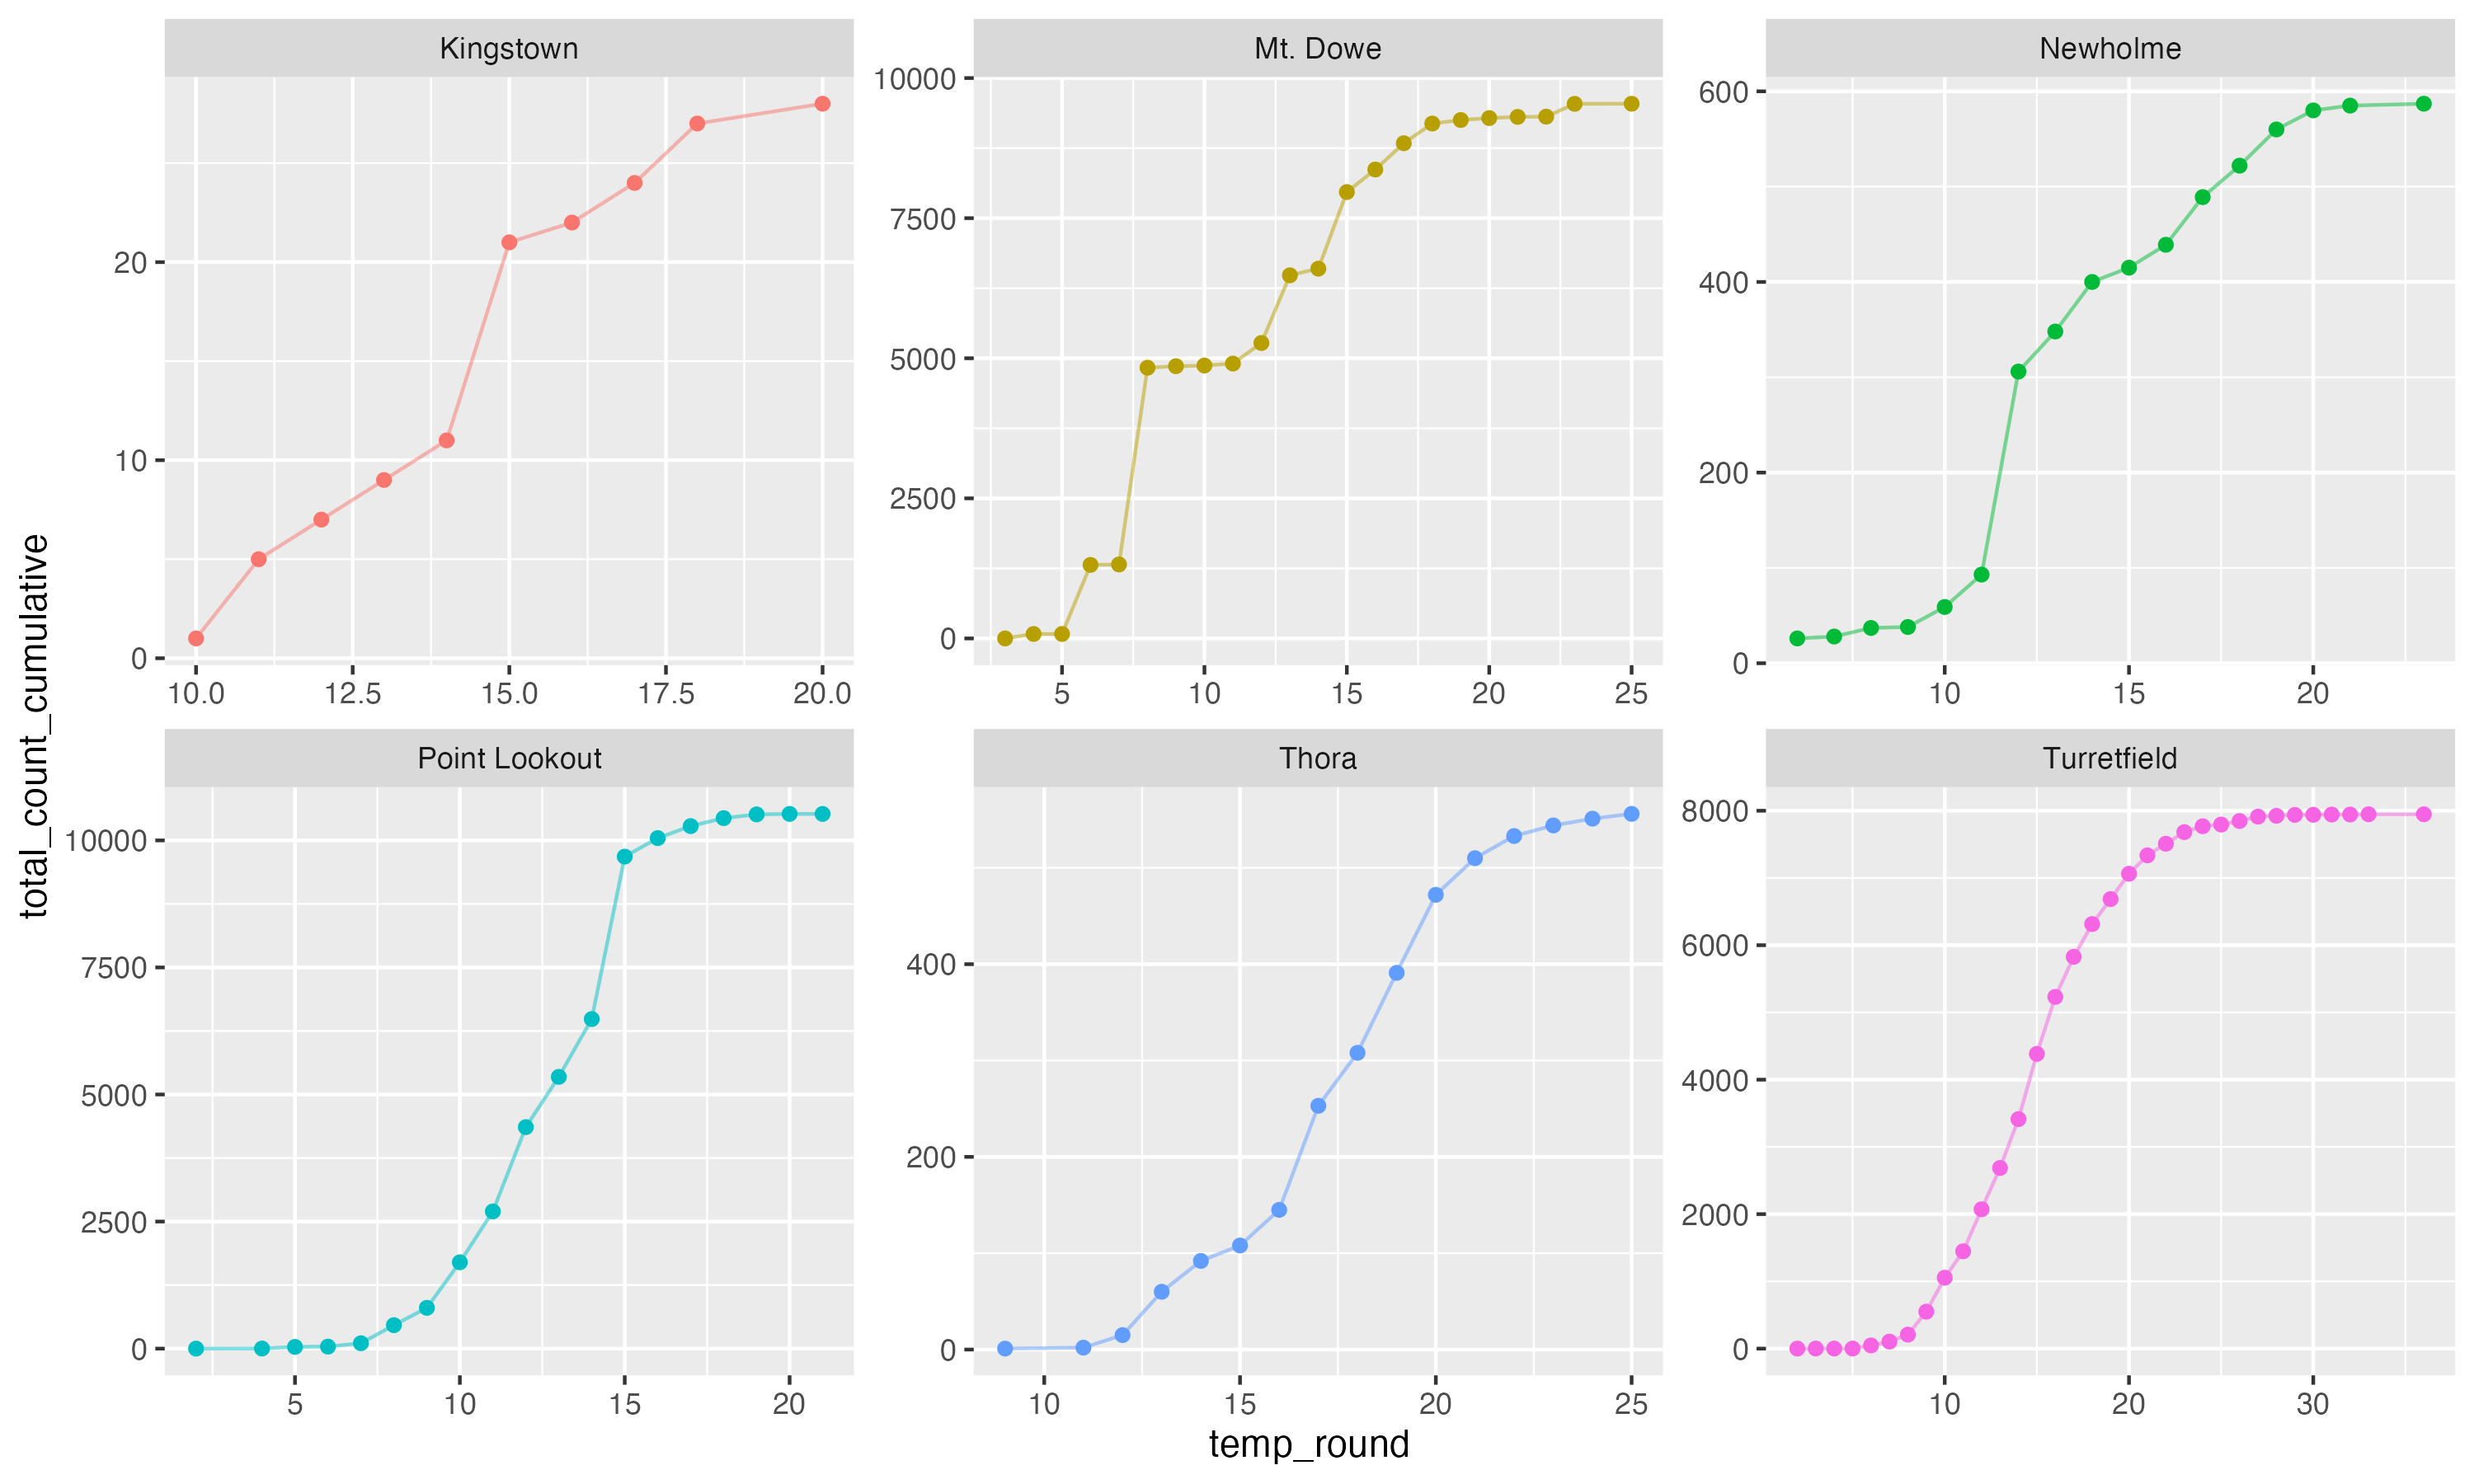 Kingstown
Mt. Dowe
Newholme
20
10
0
10.0 12.5 15.0 17.5 20.0
10000
7500
5000
2500
0
5 10 15 20 25
600
400
200
0
10 15 20
Point Lookout
Thora
Turretfield
10000
7500
5000
2500
0
5 10 15 20
400
200
0
10 15 20 25
8000
6000
4000
2000
0
10 20 30
temp_round
total_count_cumulative